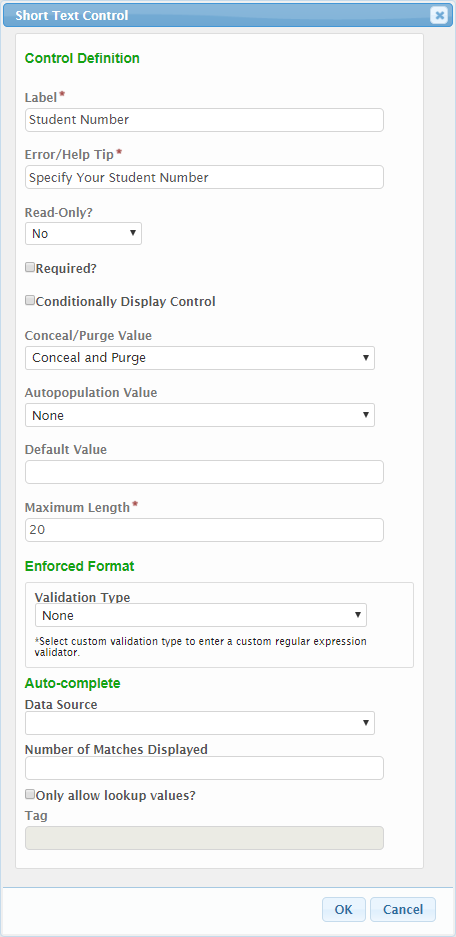 Short Text Control
Control Definition
Label*
Student Number
Error/Help Tip*
Specify Your Student Number
Read-Only?
No
Required?
Conditionally Display Control
Conceal/Purge Value
Conceal and Purge
Autopopulation Value
None
Default Value
Maximum Length*
20
Enforced Format
Validation Type
None
*Select custom validation type to enter a custom regular expression
validator.
Auto-complete
Data Source
Number of Matches Displayed
Only allow lookup values?
Tag
OK Cancel